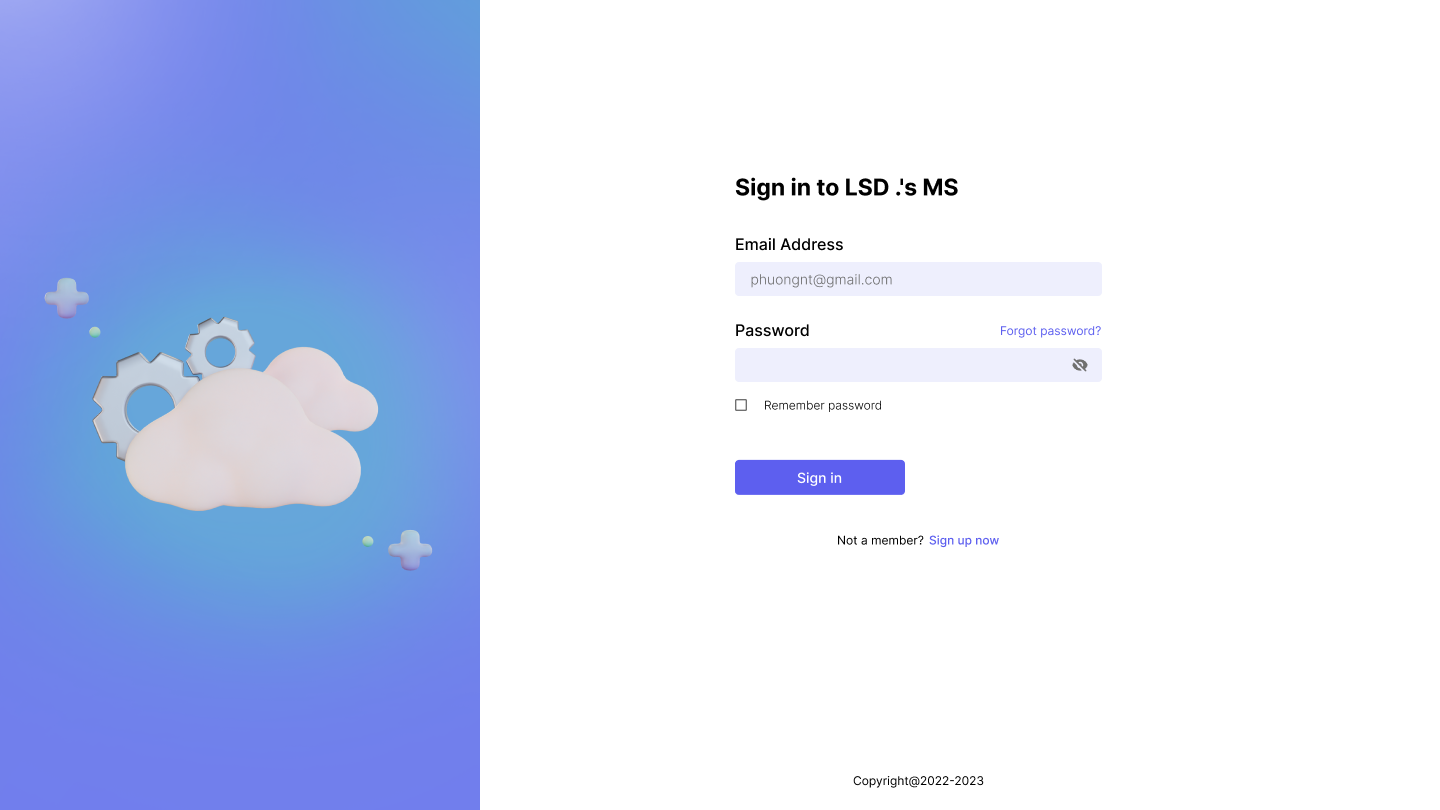 Sign in to LSD .'s MS
Email Address
phuongnt@gmail.com
Password Forgot password?
Remember password
Sign in
Not a member? Sign up now
Copyright@2022-2023